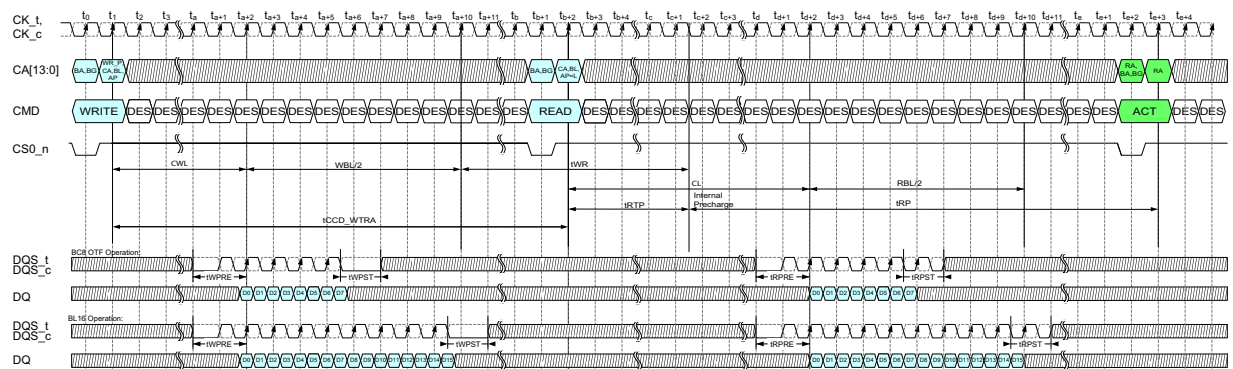 CK_t, CK_c
t0 t1 t2 t3 ta ta+1 ta+2 ta+3 ta+4 ta+5 ta+6 ta+7 ta+8 ta+9 ta+10 ta+11 tb tb+1 tb+2 tb+3 tb+4 tc tc+1 tc+2 tc+3 td td+1 td+2 td+3 td+4 td+5 td+6 td+7 td+8 td+9 td+10 td+11 te te+1 te+2 te+3 te+4
CA[13:0]
BA,BG
WR_P,
CA,BL,
AP
BA,BG
CA,BL,
AP=L
RA,
BA,BG
RA
CMD
WRITE DES DES DES DES DES DES DES DES DES DES DES DES DES DES DES READ DES DES DES DES DES DES DES DES DES DES DES DES DES DES DES DES DES DES DES ACT DES DES
CS0_n
CWL WBL/2 tWR
CL RBL/2
tRTP Internal
Precharge tRP
tCCD_WTRA
BC8 OTF Operation:
DQS_t
DQS_c
tWPRE tWPST tRPRE tRPST
DQ
D0 D1 D2 D3 D4 D5 D6 D7 D0 D1 D2 D3 D4 D5 D6 D7
BL16 Operation:
DQS_t
DQS_c
tWPRE tWPST tRPRE tRPST
DQ
D0 D1 D2 D3 D4 D5 D6 D7 D8 D9 D10 D11 D12 D13 D14 D15 D0 D1 D2 D3 D4 D5 D6 D7 D8 D9 D10 D11 D12 D13 D14 D15